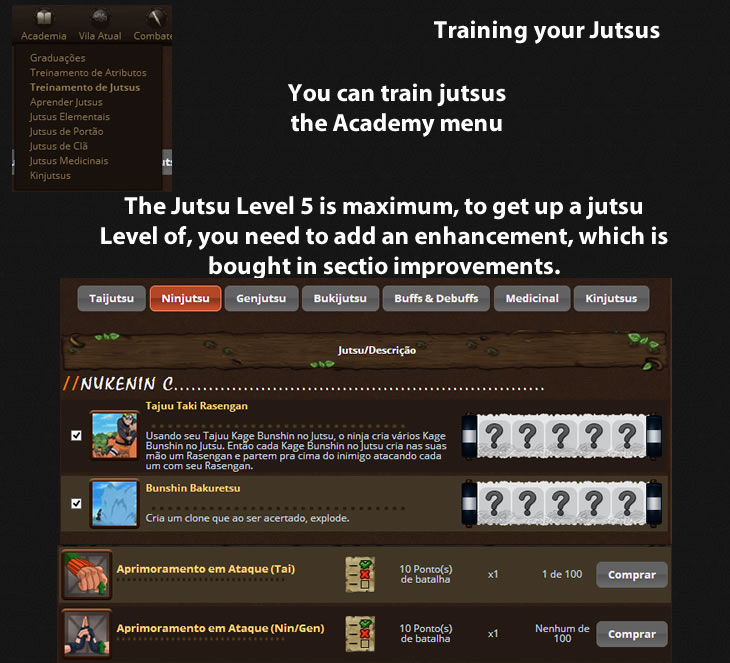 Academia Vila Atual Combate
Training your Jutsus
Graduações
Treinamento de Atributos
Treinamento de Jutsus
Aprender Jutsus
Jutsus Elementais
Jutsus de Portão
Jutsus de Clã
Jutsus Medicinais
Kinjutsus
You can train jutsus
the Academy menu
The Jutsu Level 5 is maximum, to get up a jutsu
Level of, you need to add an enhancement, which is
bought in sectio improvements.
Taijutsu Ninjutsu Genjutsu Bukijutsu Buffs & Debuffs Medicinal Kinjutsus
Jutsu/Descrição
//NUKENIN C.................................................................
Tajuu Taki Rasengan
Usando seu Tajuu Kage Bunshin no Jutsu, o ninja cria vários Kage
Bunshin no Jutsu. Então cada Kage Bunshin no Jutsu cria nas suas
mão um Rasengan e partem pra cima do inimigo atacando cada
um com seu Rasengan.
? ? ? ? ?
Bunshin Bakuretsu
Cria um clone que ao ser acertado, explode.
? ? ? ? ?
Aprimoramento em Ataque (Tai)
10 Ponto(s)
de batalha
x1
1 de 100
Comprar
Aprimoramento em Ataque (Nin/Gen)
10 Ponto(s)
de batalha
x1
Nenhum de
100
Comprar